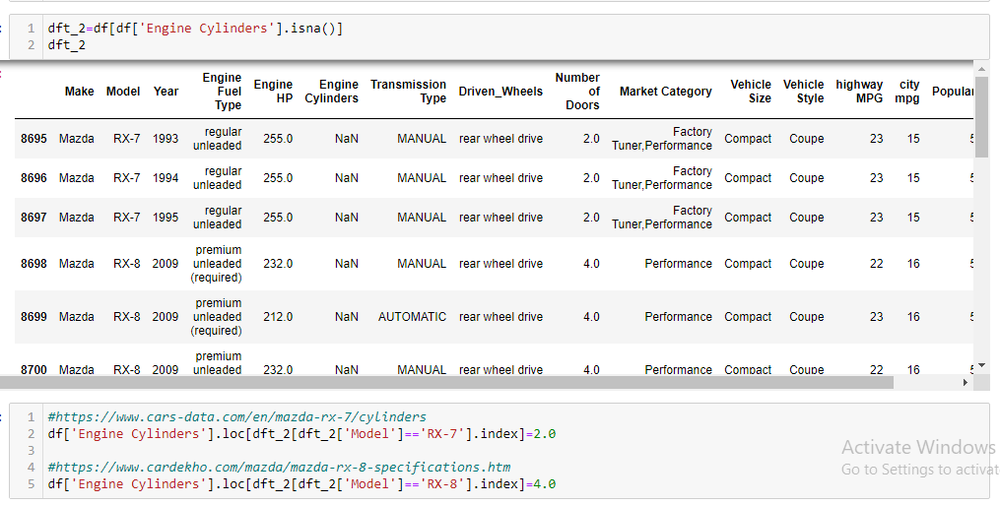 1 dft_2=df[df['Engine Cylinders'].isna()]
2 dft_2
Make Model Year Engine Fuel Type Engine HP Engine Cylinders Transmission Type Driven_Wheels Number of Doors Market Category Vehicle Size Vehicle Style highway MPG city mpg Popular
8695 Mazda RX-7 1993 regular unleaded 255.0 NaN MANUAL rear wheel drive 2.0 Factory Tuner,Performance Compact Coupe 23 15
8696 Mazda RX-7 1994 regular unleaded 255.0 NaN MANUAL rear wheel drive 2.0 Factory Tuner,Performance Compact Coupe 23 15
8697 Mazda RX-7 1995 regular unleaded 255.0 NaN MANUAL rear wheel drive 2.0 Factory Tuner,Performance Compact Coupe 23 15
8698 Mazda RX-8 2009 premium unleaded (required) 232.0 NaN MANUAL rear wheel drive 4.0 Performance Compact Coupe 22 16
8699 Mazda RX-8 2009 premium unleaded (required) 212.0 NaN AUTOMATIC rear wheel drive 4.0 Performance Compact Coupe 23 16
8700 Mazda RX-8 2009 premium unleaded 232.0 NaN MANUAL rear wheel drive 4.0 Performance Compact Coupe 22 16
1 #https://www.cars-data.com/en/mazda-rx-7/cylinders
2 df['Engine Cylinders'].loc[dft_2[dft_2['Model']=='RX-7'].index]=2.0
3
4 #https://www.cardekho.com/mazda/mazda-rx-8-specifications.htm
5 df['Engine Cylinders'].loc[dft_2[dft_2['Model']=='RX-8'].index]=4.0
Activate Windows
Go to Settings to activat